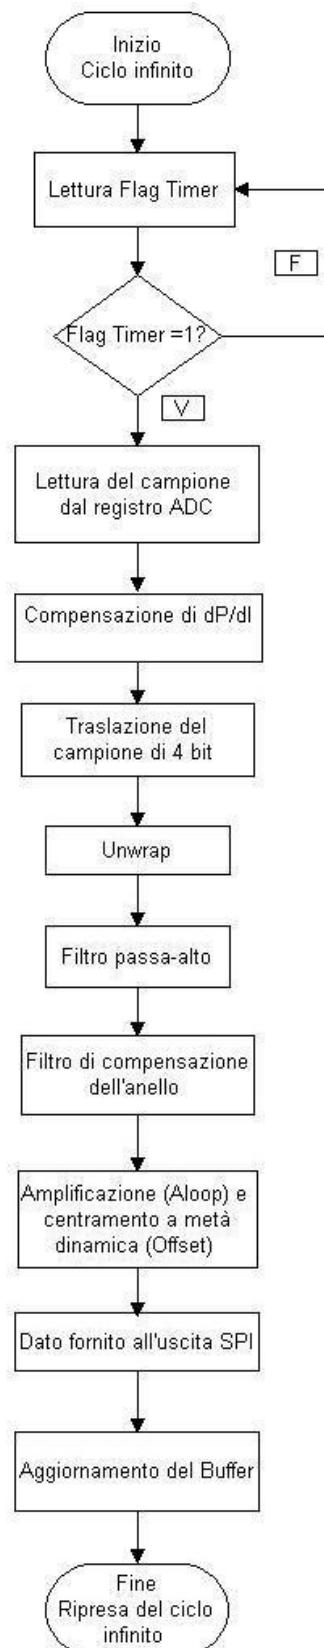 Inizio
Ciclo infinito
Lettura Flag Timer
F
Flag Timer =1?
V
Lettura del campione
dal registro ADC
Compensazione di dP/dI
Traslazione del
campione di 4 bit
Unwrap
Filtro passa-alto
Filtro di compensazione
dell'anello
Amplificazione (Aloop) e
centramento a metà
dinamica (Offset)
Dato fornito all'uscita SPI
Aggiornamento del Buffer
Fine
Ripresa del ciclo
infinito